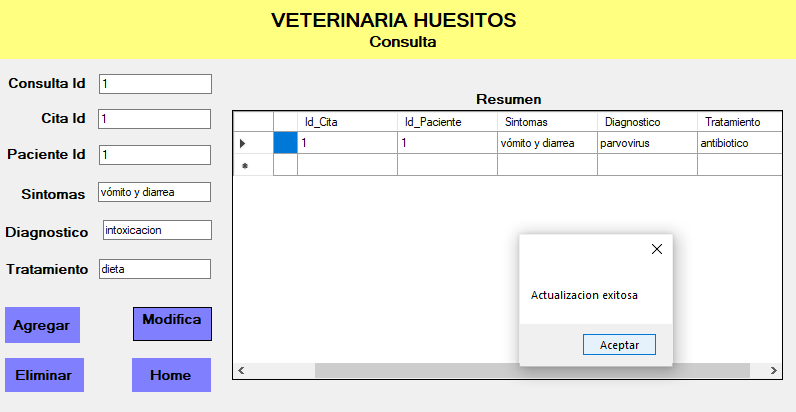 VETERINARIA HUESITOS
Consulta
Consulta Id 1
Cita Id 1
Paciente Id 1
Sintomas vómito y diarrea
Diagnostico intoxicacion
Tratamiento dieta
Agregar Modifica
Eliminar Home
Resumen
Id_Cita Id_Paciente Sintomas Diagnostico Tratamiento
1 1 vómito y diarrea parvovirus antibiotico
Actualizacion exitosa
Aceptar